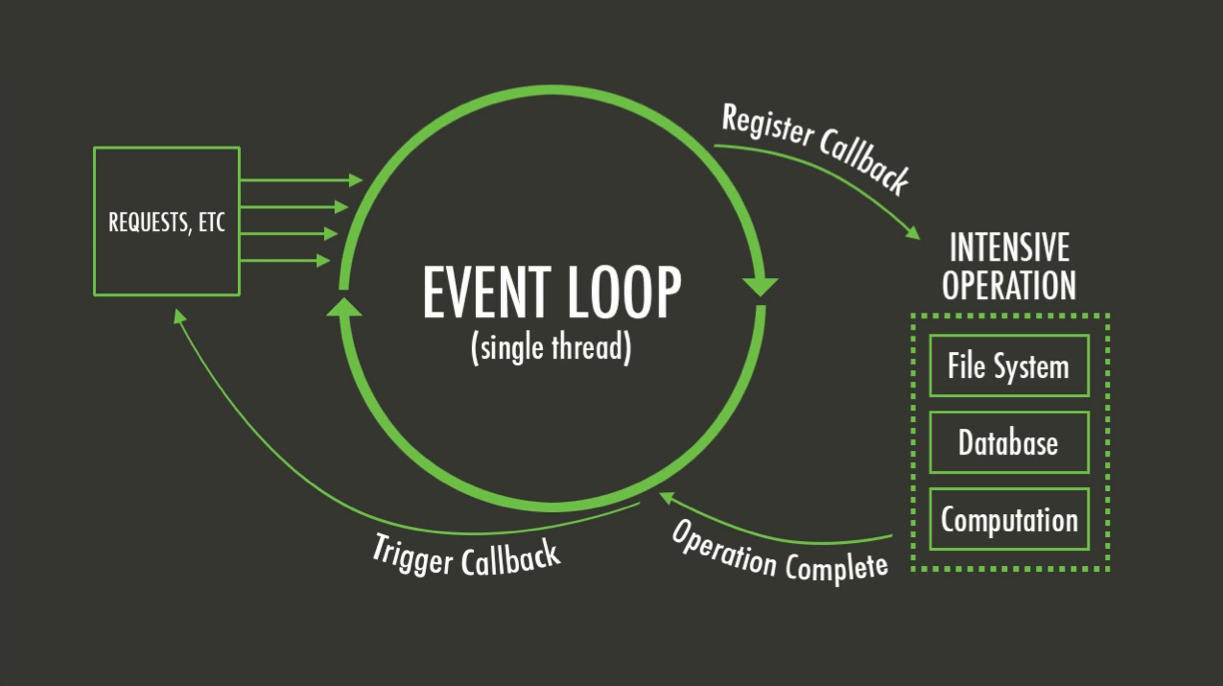 REQUESTS, ETC
EVENT LOOP
(single thread)
Register Callback
INTENSIVE
OPERATION
File System
Database
Computation
Operation Complete
Trigger Callback